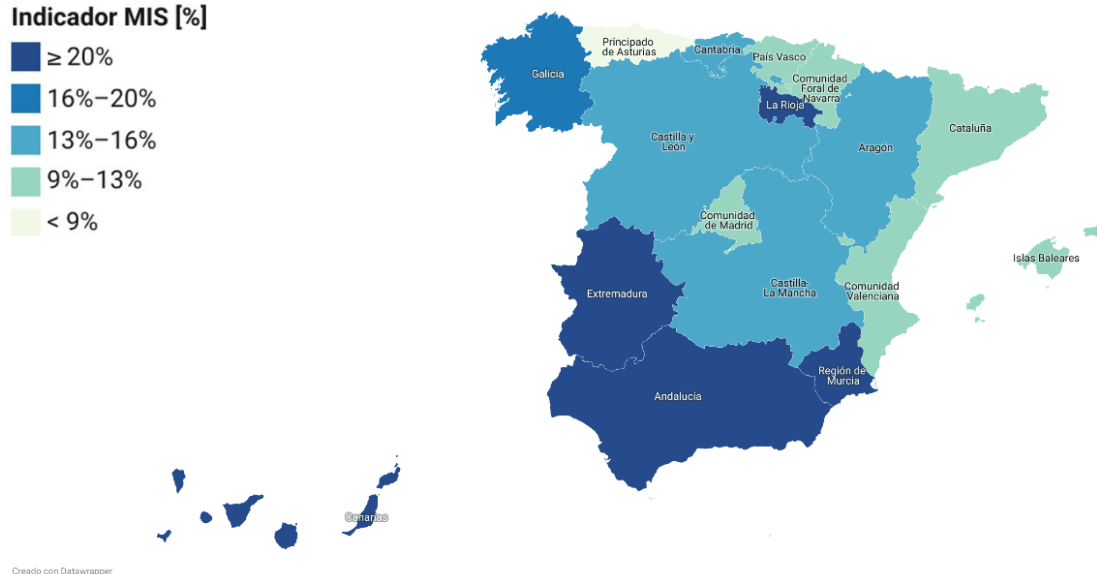 Indicador MIS [%]
≥ 20%
16%–20%
13%–16%
9%–13%
< 9%
Galicia
Principado
de Asturias
Cantabria
País Vasco
Comunidad
Foral de
Navarra
La Rioja
Castilla y
León
Aragón
Cataluña
Comunidad
de Madrid
Islas Baleares
Extremadura
Castilla-
La Mancha
Comunidad
Valenciana
Región de
Murcia
Andalucía
Canarias
Creado con Datawrapper